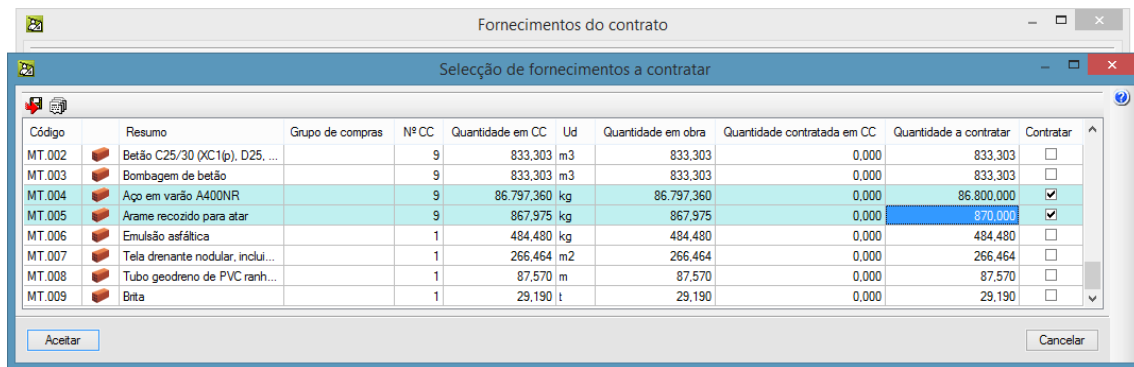 Fornecimentos do contrato
Selecção de fornecimentos a contratar
Código Resumo Grupo de compras Nº CC Quantidade em CC Ud Quantidade em obra Quantidade contratada em CC Quantidade a contratar Contratar
MT.002 Betão C25/30 (XC1(p), D25, ... 9 833,303 m3 833,303 0,000 833,303
MT.003 Bombagem de betão 9 833,303 m3 833,303 0,000 833,303
MT.004 Aço em varão A400NR 9 86.797,360 kg 86.797,360 0,000 86.800,000
MT.005 Arame recozido para atar 9 867,975 kg 867,975 0,000 870,000
MT.006 Emulsão asfáltica 1 484,480 kg 484,480 0,000 484,480
MT.007 Tela drenante nodular, inclui... 1 266,464 m2 266,464 0,000 266,464
MT.008 Tubo geodreno de PVC ranh... 1 87,570 m 87,570 0,000 87,570
MT.009 Brita 1 29,190 t 29,190 0,000 29,190
Aceitar Cancelar